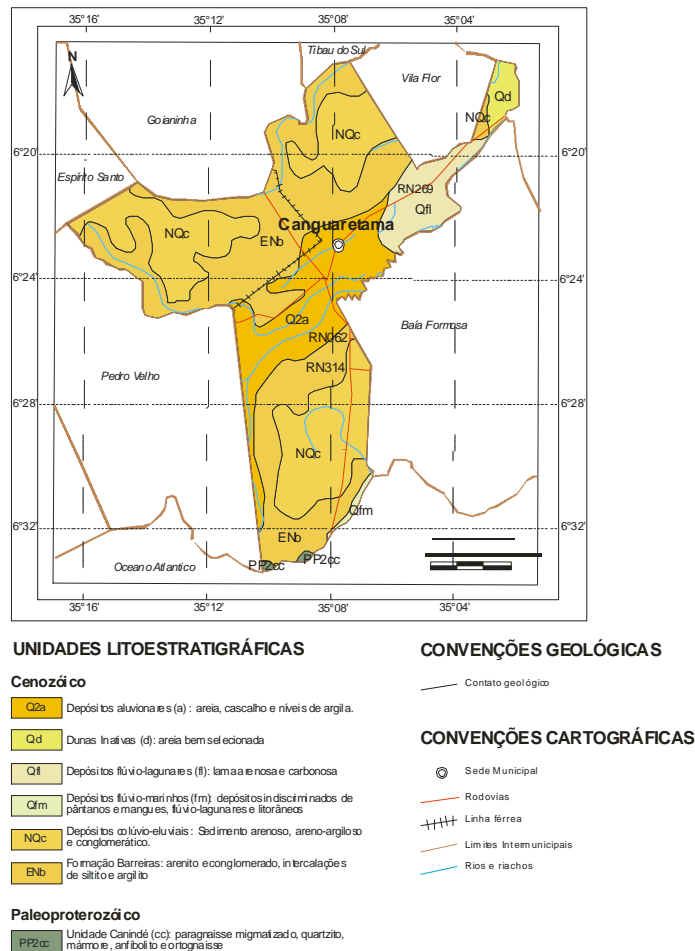 35°16' 35°12' 35°08' 35°04'
Tibau do Sul
N
Vila Flor
Qd
NQc
Goianinha
NQc
6°20' 6°20'
Espírito Santo
RN269
Qfl
Canguaretama
NQc
ENb
6°24' 6°24'
Q2a
Baía Formosa
RN062
RN314
Pedro Velho
6°28' 6°28'
NQc
Qfm
6°32' 6°32'
ENb
PP2cc
PP2cc
Oceano Atlantico
35°16' 35°12' 35°08' 35°04'
UNIDADES LITOESTRATIGRÁFICAS
Cenozóico
Q2a Depósitos aluvionares (a) : areia, cascalho e níveis de argila.
Qd Dunas Inativas (d): areia bem selecionada
Qfl Depósitos flúvio-lagunares (fl): lama arenosa e carbonosa
Qfm Depósitos flúvio-marinhos (fm): depósitos indiscriminados de
pântanos e mangues, flúvio-lagunares e litorâneos
NQc Depósitos colúvio-eluviais : Sedimento arenoso, areno-argiloso
e conglomerático.
ENb Formação Barreiras: arenito e conglomerado, intercalações
de siltito e argilito
Paleoproterozóico
PP2cc Unidade Canindé (cc): paragnaisse migmatizado, quartzito,
mármore, anfibolito e ortognaisse
CONVENÇÕES GEOLÓGICAS
Contato geológico
CONVENÇÕES CARTOGRÁFICAS
Sede Municipal
Rodovias
Linha férrea
Limites Intermunicipais
Rios e riachos